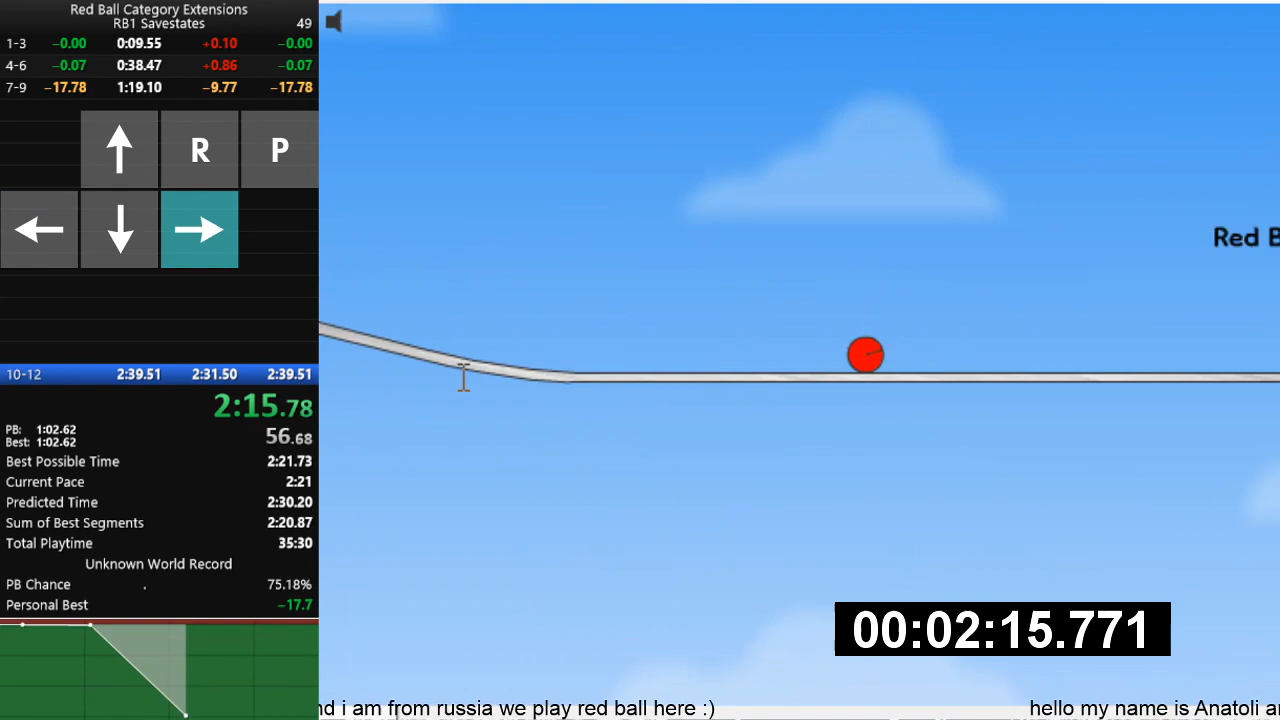 Red Ball Category Extensions
RB1 Savestates 49
1-3 −0.00 0:09.55 +0.10 −0.00
4-6 −0.07 0:38.47 +0.86 −0.07
7-9 −17.78 1:19.10 −9.77 −17.78
R P
10-12 2:39.51 2:31.50 2:39.51
2:15.78
PB: 1:02.62
Best: 1:02.62
56.68
Best Possible Time 2:21.73
Current Pace 2:21
Predicted Time 2:30.20
Sum of Best Segments 2:20.87
Total Playtime 35:30
Unknown World Record
PB Chance . 75.18%
Personal Best −17.7
Red B
00:02:15.771
nd i am from russia we play red ball here :) hello my name is Anatoli a